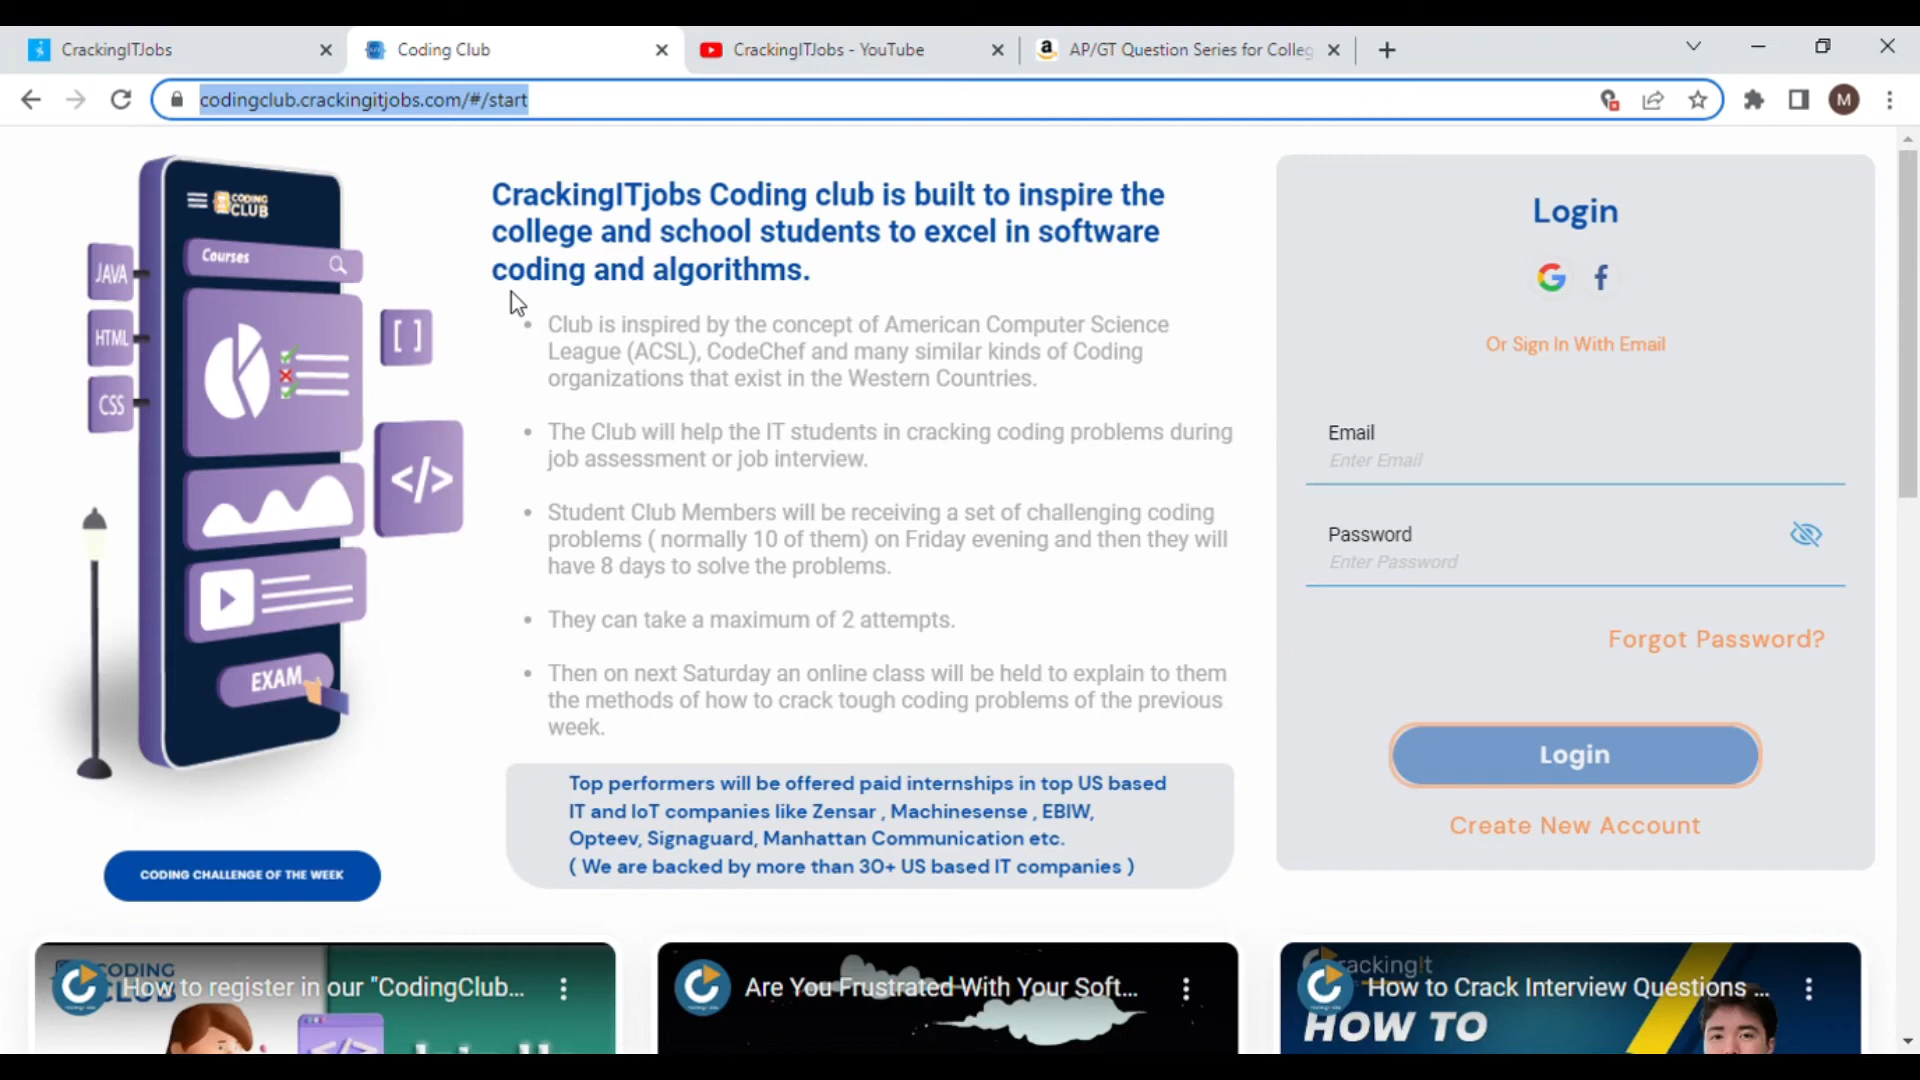 CrackingITJobs
Coding Club
CrackingITJobs - YouTube
AP/GT Question Series for Colleg
codingclub.crackingitjobs.com/#/start
M
CODING
CLUB
Courses
JAVA
HTML
CSS
[ ]
</>
EXAM
CODING CHALLENGE OF THE WEEK
CrackingITjobs Coding club is built to inspire the
college and school students to excel in software
coding and algorithms.
• Club is inspired by the concept of American Computer Science
League (ACSL), CodeChef and many similar kinds of Coding
organizations that exist in the Western Countries.
• The Club will help the IT students in cracking coding problems during
job assessment or job interview.
• Student Club Members will be receiving a set of challenging coding
problems ( normally 10 of them) on Friday evening and then they will
have 8 days to solve the problems.
• They can take a maximum of 2 attempts.
• Then on next Saturday an online class will be held to explain to them
the methods of how to crack tough coding problems of the previous
week.
Top performers will be offered paid internships in top US based
IT and IoT companies like Zensar , Machinesense , EBIW,
Opteev, Signaguard, Manhattan Communication etc.
( We are backed by more than 30+ US based IT companies )
Login
Or Sign In With Email
Email
Enter Email
Password
Enter Password
Forgot Password?
Login
Create New Account
How to register in our "CodingClub...
Are You Frustrated With Your Soft...
How to Crack Interview Questions ...
HOW TO